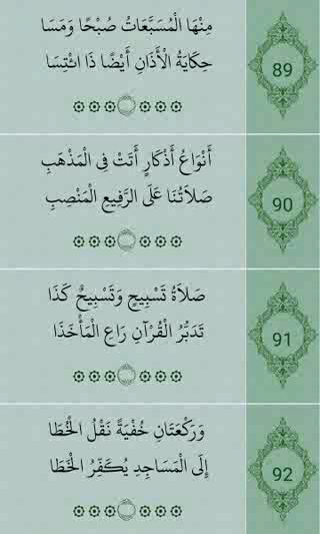 مِنْهَا الْمُسَبَّعَاتُ صُبْحًا وَمَسَا
حِكَايَةُ الْأَذَانِ أَيْضًا ذَا ائْتِسَا
89
أَنْوَاعُ أَذْكَارٍ أَتَتْ فِى الْمَذْهَبِ
صَلَاتُنَا عَلَى الرَّفِيعِ الْمَنْصِبِ
90
صَلَاةُ تَسْبِيحٍ وَتَسْبِيحٌ كَذَا
تَدَبُّرُ الْقُرْآنِ رَاعِ الْمَأْخَذَا
91
وَرَكْعَتَانِ خُفْيَةً نَقْلُ الْخُطَا
إِلَى الْمَسَاجِدِ يُكَفِّرُ الْخَطَا
92